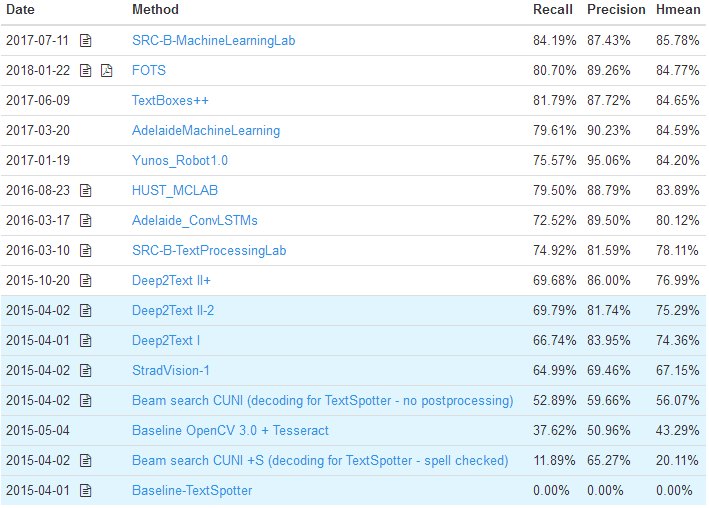 Date Method Recall Precision Hmean
2017-07-11 SRC-B-MachineLearningLab 84.19% 87.43% 85.78%
2018-01-22 FOTS 80.70% 89.26% 84.77%
2017-06-09 TextBoxes++ 81.79% 87.72% 84.65%
2017-03-20 AdelaideMachineLearning 79.61% 90.23% 84.59%
2017-01-19 Yunos_Robot1.0 75.57% 95.06% 84.20%
2016-08-23 HUST_MCLAB 79.50% 88.79% 83.89%
2016-03-17 Adelaide_ConvLSTMs 72.52% 89.50% 80.12%
2016-03-10 SRC-B-TextProcessingLab 74.92% 81.59% 78.11%
2015-10-20 Deep2Text II+ 69.68% 86.00% 76.99%
2015-04-02 Deep2Text II-2 69.79% 81.74% 75.29%
2015-04-01 Deep2Text I 66.74% 83.95% 74.36%
2015-04-02 StradVision-1 64.99% 69.46% 67.15%
2015-04-02 Beam search CUNI (decoding for TextSpotter - no postprocessing) 52.89% 59.66% 56.07%
2015-05-04 Baseline OpenCV 3.0 + Tesseract 37.62% 50.96% 43.29%
2015-04-02 Beam search CUNI +S (decoding for TextSpotter - spell checked) 11.89% 65.27% 20.11%
2015-04-01 Baseline-TextSpotter 0.00% 0.00% 0.00%